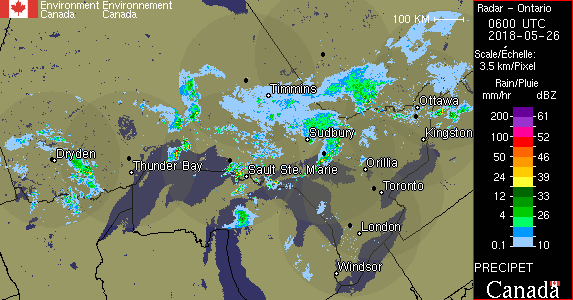 Environment Environnement
Canada Canada
100 KM
Timmins
Ottawa
Sudbury
Kingston
Dryden
Thunder Bay
Sault Ste. Marie
Orillia
Toronto
London
Windsor
Radar - Ontario
0600 UTC
2018-05-26
Scale/Échelle:
3.5 km/Pixel
Rain/Pluie
mm/hr dBZ
200 61
100 52
50 46
24 39
12 33
4 26
0.1 10
PRECIPET
Canada